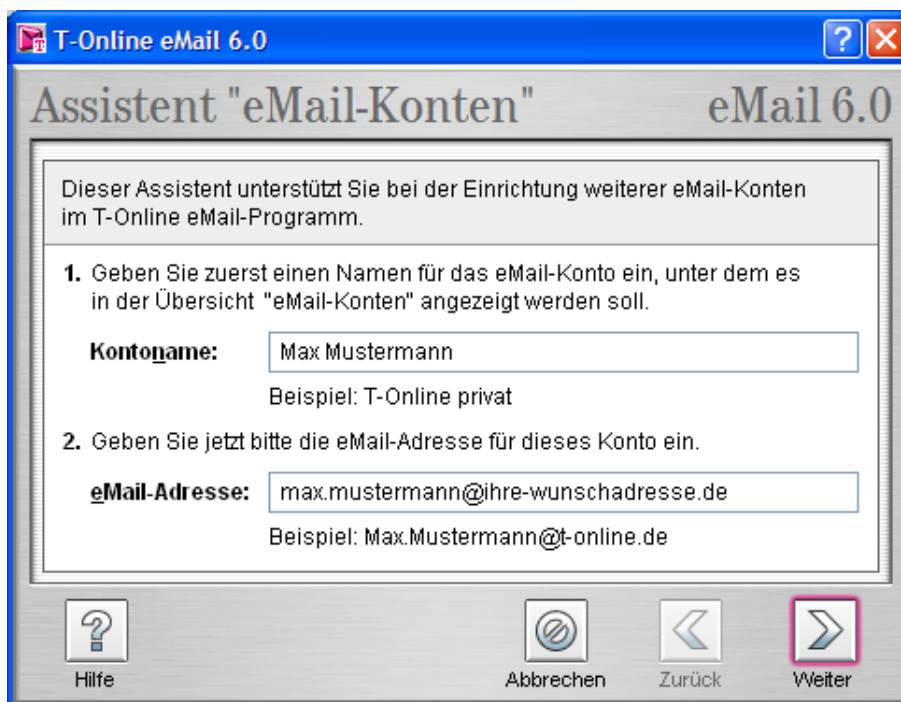 T-Online eMail 6.0
Assistent "eMail-Konten" eMail 6.0
Dieser Assistent unterstützt Sie bei der Einrichtung weiterer eMail-Konten
im T-Online eMail-Programm.
1. Geben Sie zuerst einen Namen für das eMail-Konto ein, unter dem es
in der Übersicht "eMail-Konten" angezeigt werden soll.
Kontoname: Max Mustermann
Beispiel: T-Online privat
2. Geben Sie jetzt bitte die eMail-Adresse für dieses Konto ein.
eMail-Adresse: max.mustermann@ihre-wunschadresse.de
Beispiel: Max.Mustermann@t-online.de
Hilfe Abbrechen Zurück Weiter